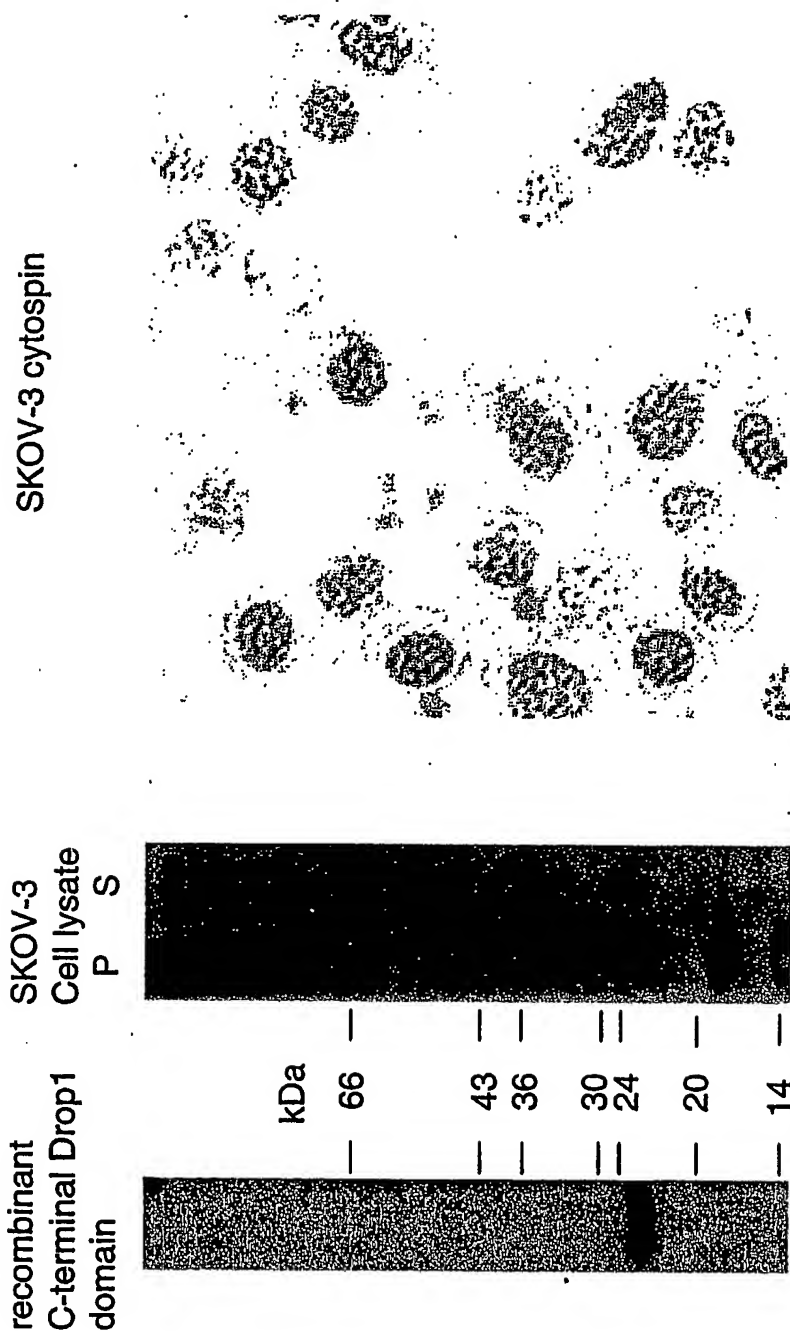 SKOV-3 cytospin
SKOV-3
Cell lysate
P S
recombinant
C-terminal Drop1
domain
kDa
66
43
36
30
24
20
14